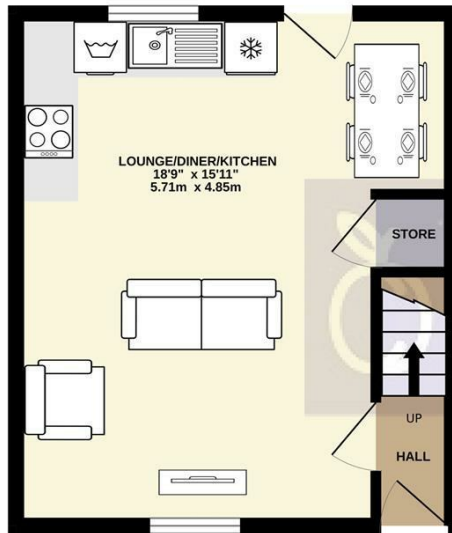 LOUNGE/DINER/KITCHEN
18'9" x 15'11"
5.71m x 4.85m
STORE
UP
HALL